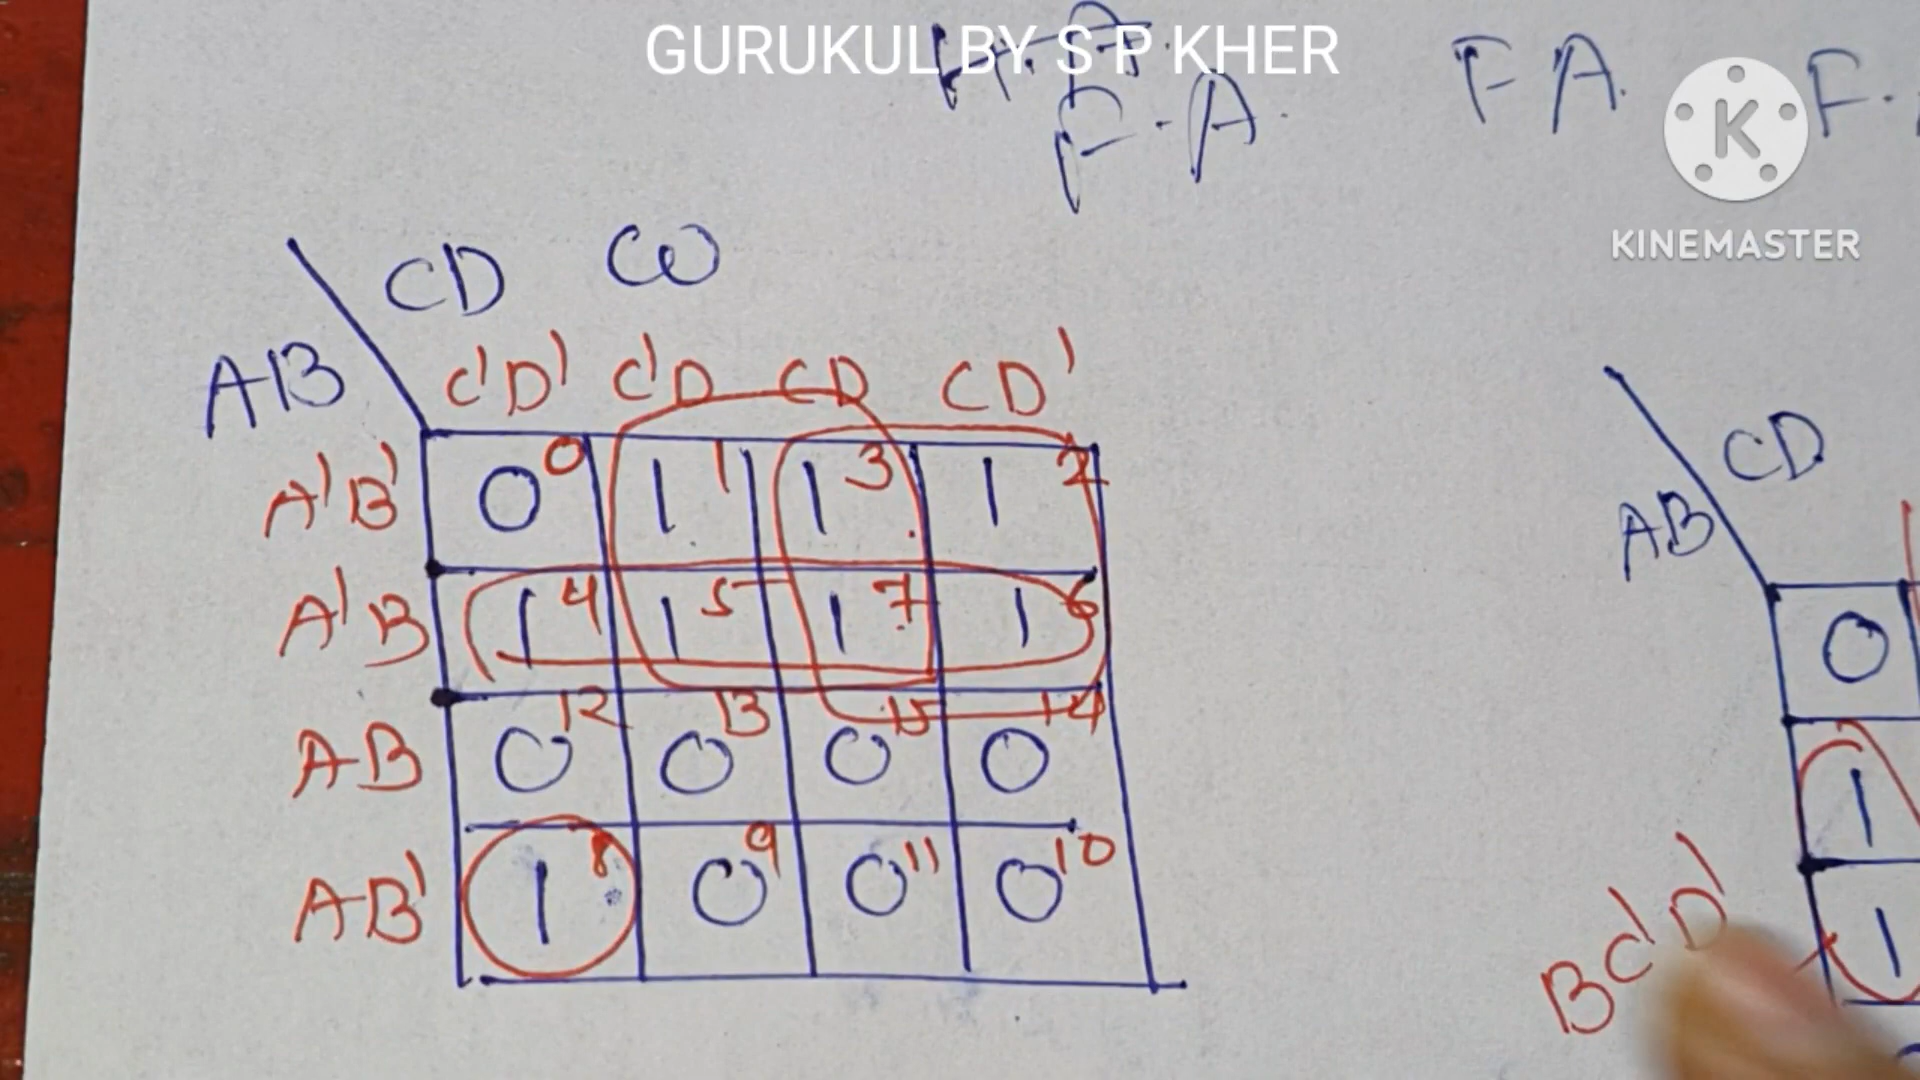 GURUKUL BY S P KHER
F.A.
FA.
F.
K
KINEMASTER
CD
AB
C'D' C'D CD CD'
A'B' 0 0 1 1 1 3 1 2
A'B 1 4 1 5 1 7 1 6
AB 0 12 0 13 0 15 0 14
AB' 1 8 0 9 0 11 0 10
CD
AB
0
1
1
BC'D'